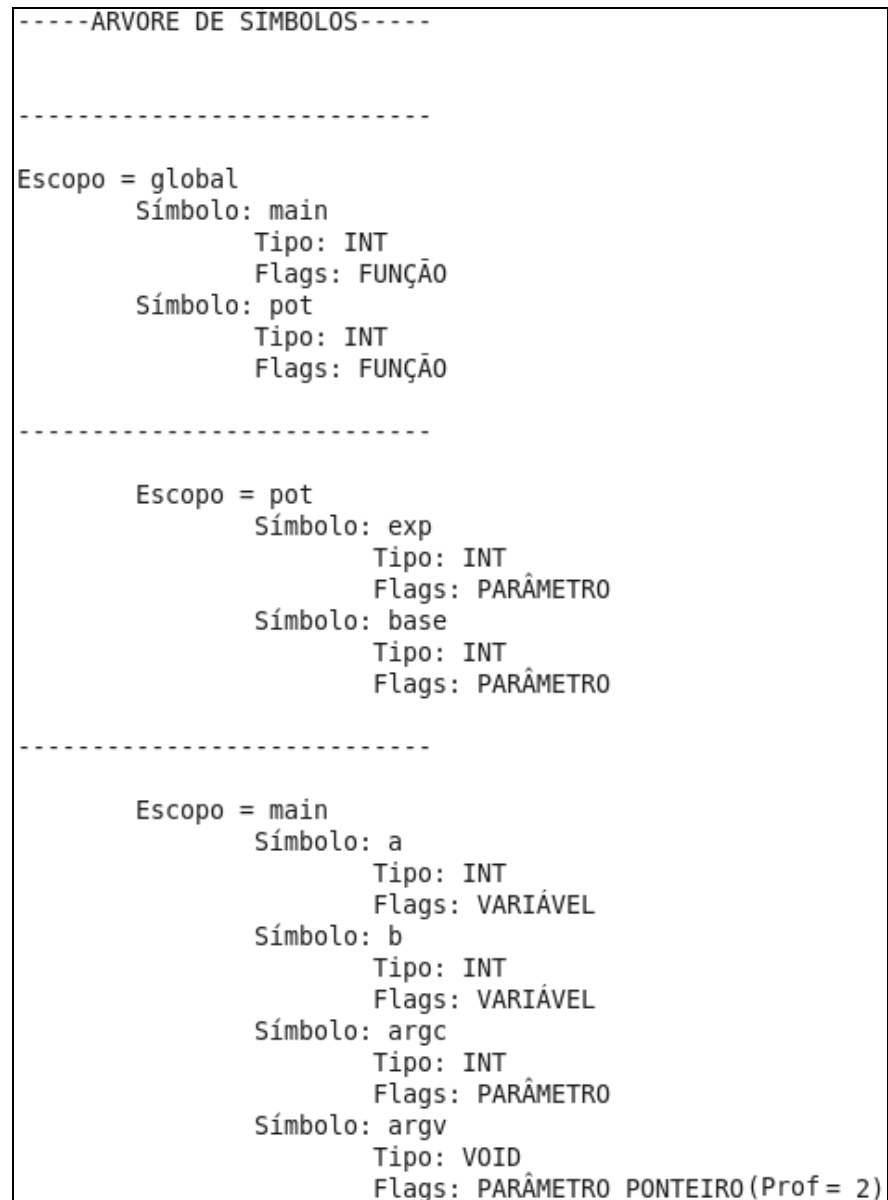 -----ARVORE DE SIMBOLOS-----
----------------------------
Escopo = global
Símbolo: main
Tipo: INT
Flags: FUNÇÃO
Símbolo: pot
Tipo: INT
Flags: FUNÇÃO
----------------------------
Escopo = pot
Símbolo: exp
Tipo: INT
Flags: PARÂMETRO
Símbolo: base
Tipo: INT
Flags: PARÂMETRO
----------------------------
Escopo = main
Símbolo: a
Tipo: INT
Flags: VARIÁVEL
Símbolo: b
Tipo: INT
Flags: VARIÁVEL
Símbolo: argc
Tipo: INT
Flags: PARÂMETRO
Símbolo: argv
Tipo: VOID
Flags: PARÂMETRO PONTEIRO(Prof = 2)